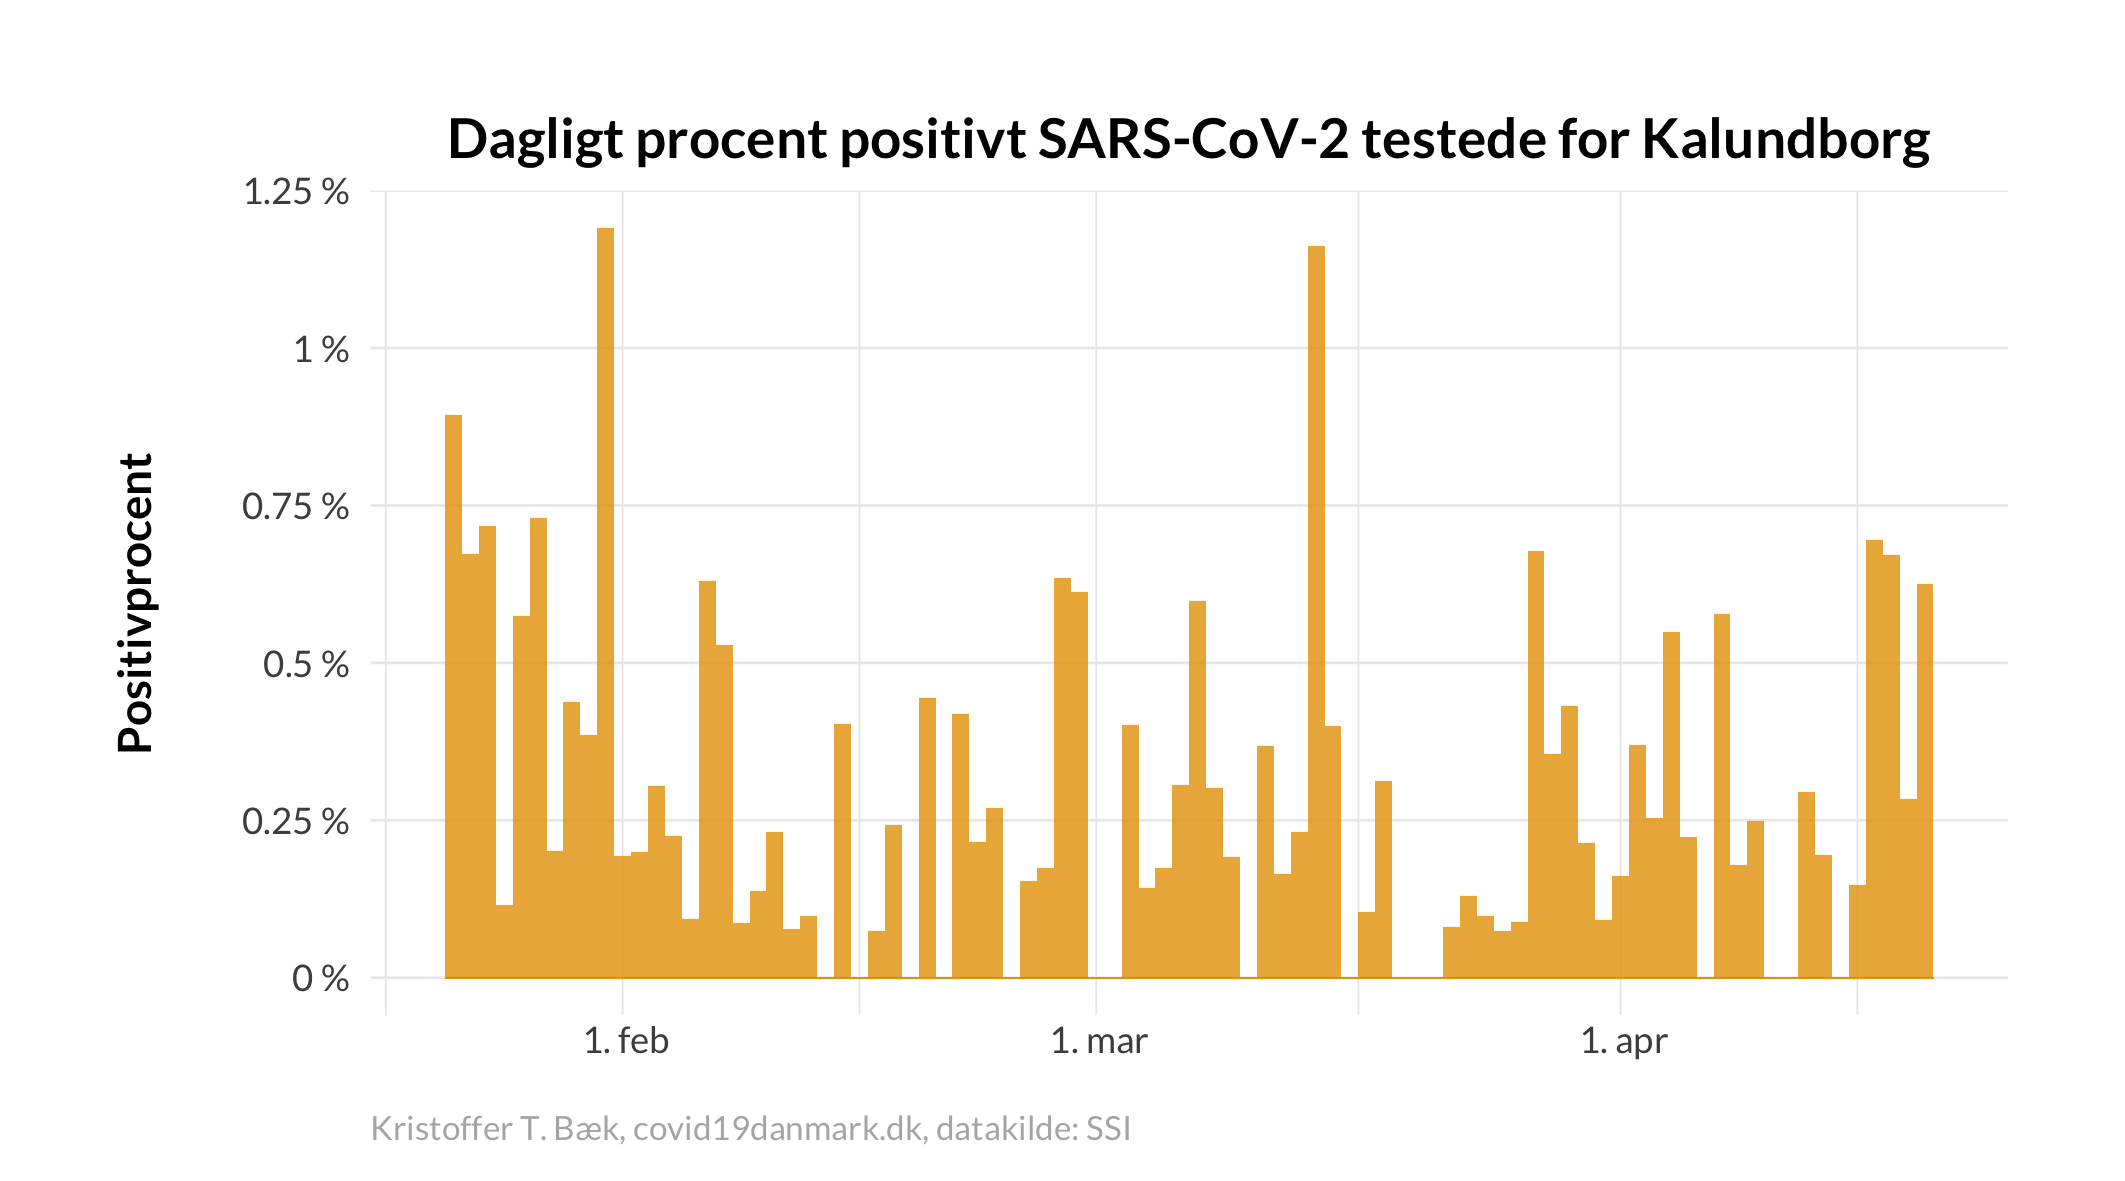 Dagligt procent positivt SARS-CoV-2 testede for Kalundborg
Positivprocent
1.25 %
1 %
0.75 %
0.5 %
0.25 %
0 %
1. feb
1. mar
1. apr
Kristoffer T. Bæk, covid19danmark.dk, datakilde: SSI